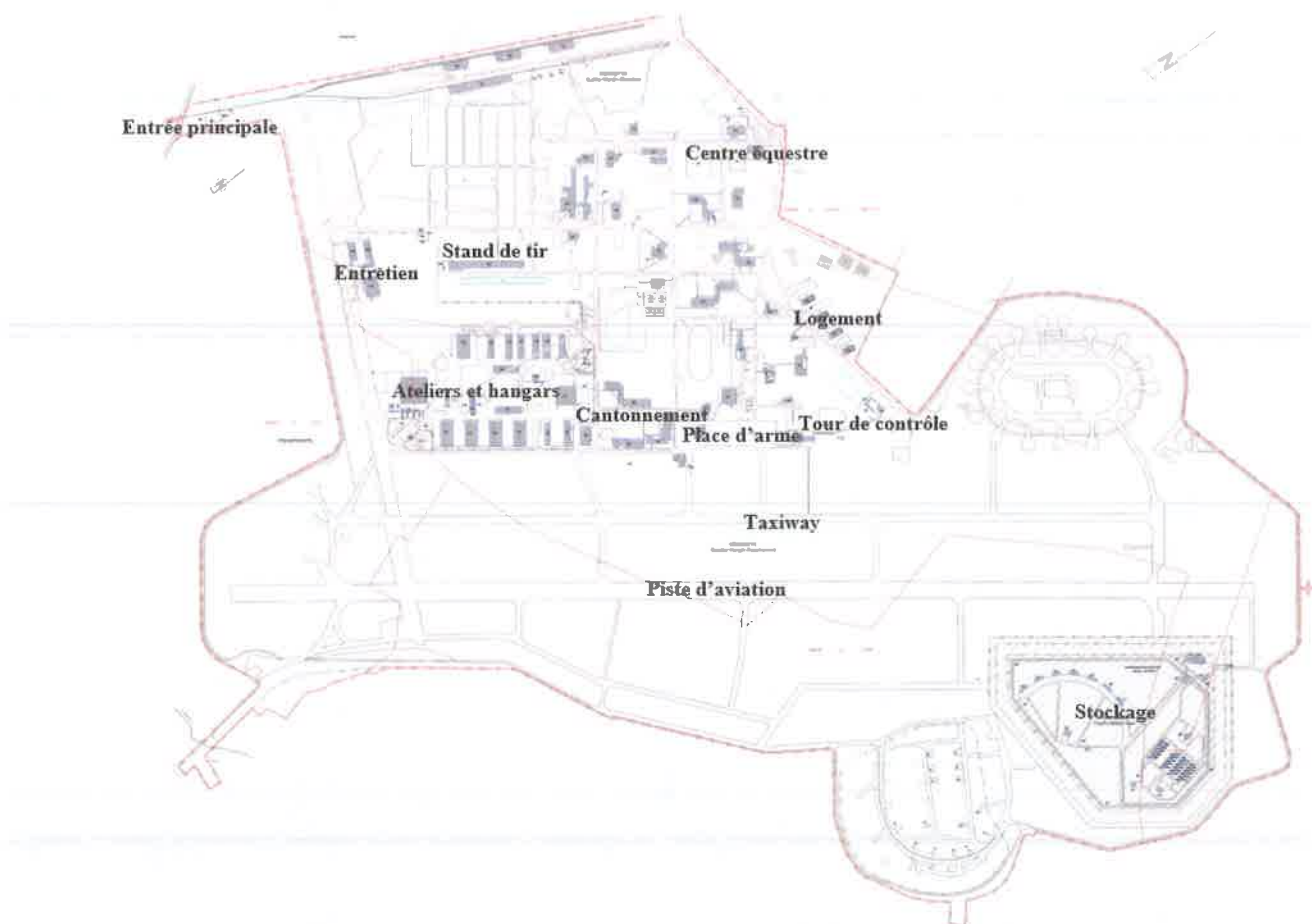 Entrée principale
Centre équestre
Stand de tir
Entretien
Logement
Ateliers et hangars
Cantonnement
Place d'arme
Tour de contrôle
Taxiway
Piste d'aviation
Stockage